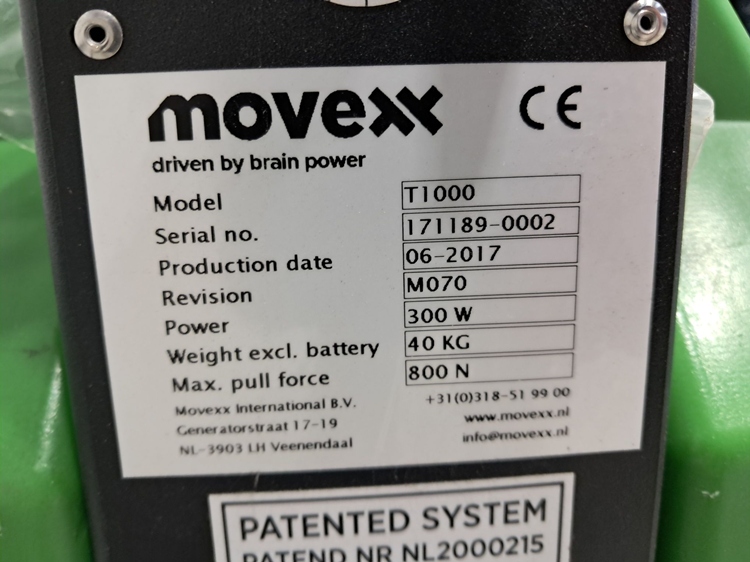 movexx CE
driven by brain power
Model T1000
Serial no. 171189-0002
Production date 06-2017
Revision M070
Power 300 W
Weight excl. battery 40 KG
Max. pull force 800 N
Movexx International B.V. +31(0)318-51 99 00
Generatorstraat 17-19 www.movexx.nl
NL-3903 LH Veenendaal info@movexx.nl
PATENTED SYSTEM
PATEND NR NL2000215